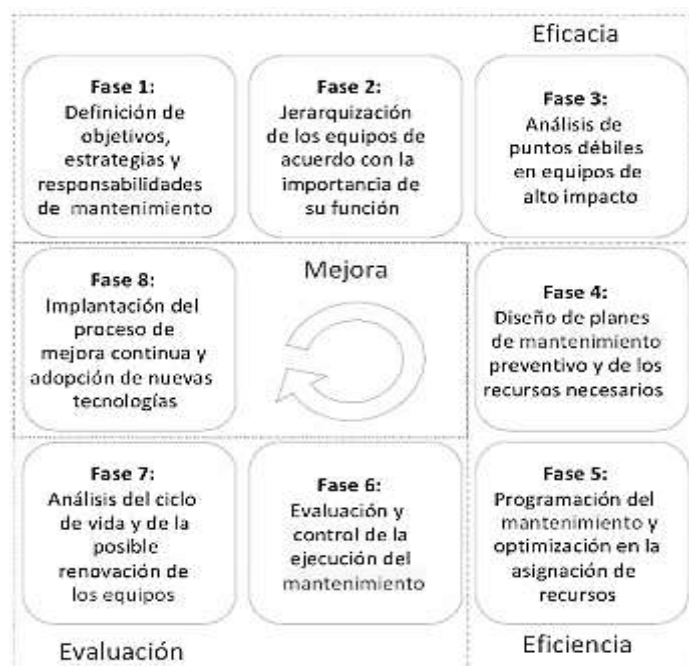 Eficacia
Fase 1:
Definición de
objetivos,
estrategias y
responsabilidades
de mantenimiento
Fase 2:
Jerarquización
de los equipos de
acuerdo con la
importancia de
su función
Fase 3:
Análisis de
puntos débiles
en equipos de
alto impacto
Fase 8:
Implantación del
proceso de
mejora continua y
adopción de nuevas
tecnologías
Mejora
Fase 4:
Diseño de planes
de mantenimiento
preventivo y de los
recursos necesarios
Fase 7:
Análisis del ciclo
de vida y de la
posible
renovación de
los equipos
Fase 6:
Evaluación y
control de la
ejecución del
mantenimiento
Fase 5:
Programación del
mantenimiento y
optimización en la
asignación de
recursos
Evaluación
Eficiencia